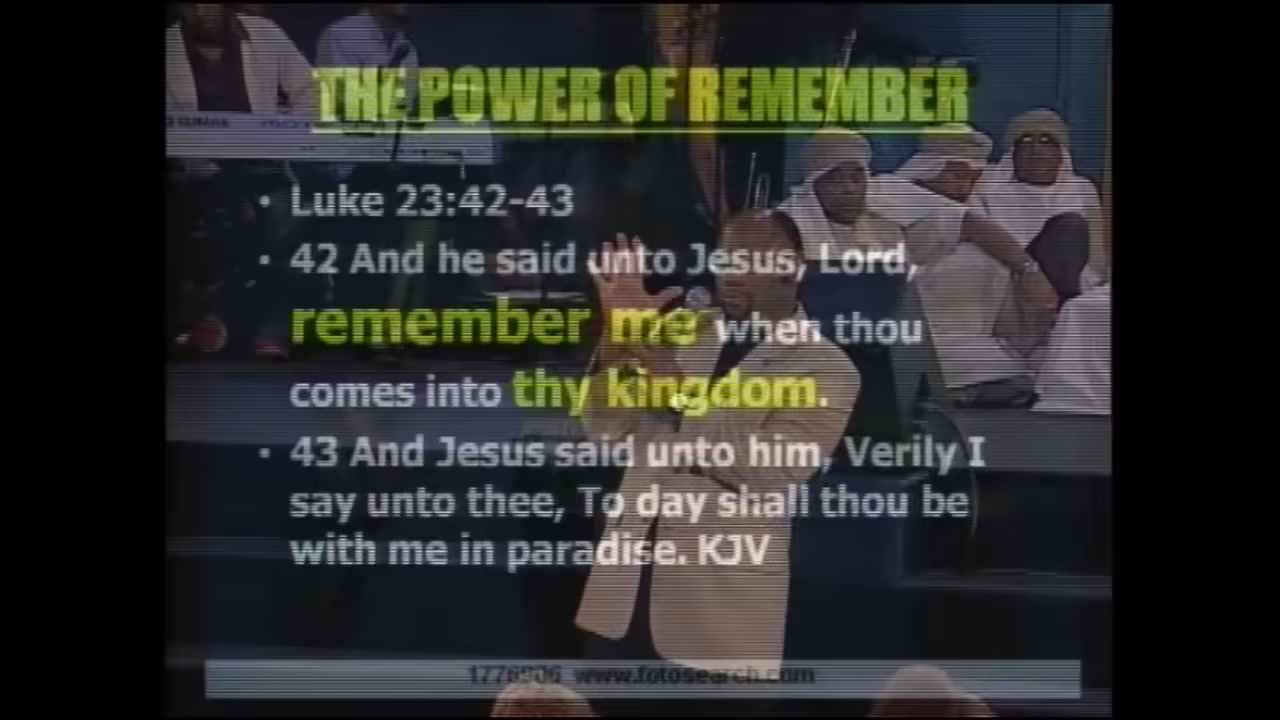 THE POWER OF REMEMBER
• Luke 23:42-43
• 42 And he said unto Jesus, Lord,
remember me when thou
comes into thy kingdom.
• 43 And Jesus said unto him, Verily I
say unto thee, To day shall thou be
with me in paradise. KJV
YAMAHA
1776906 www.fotosearch.com